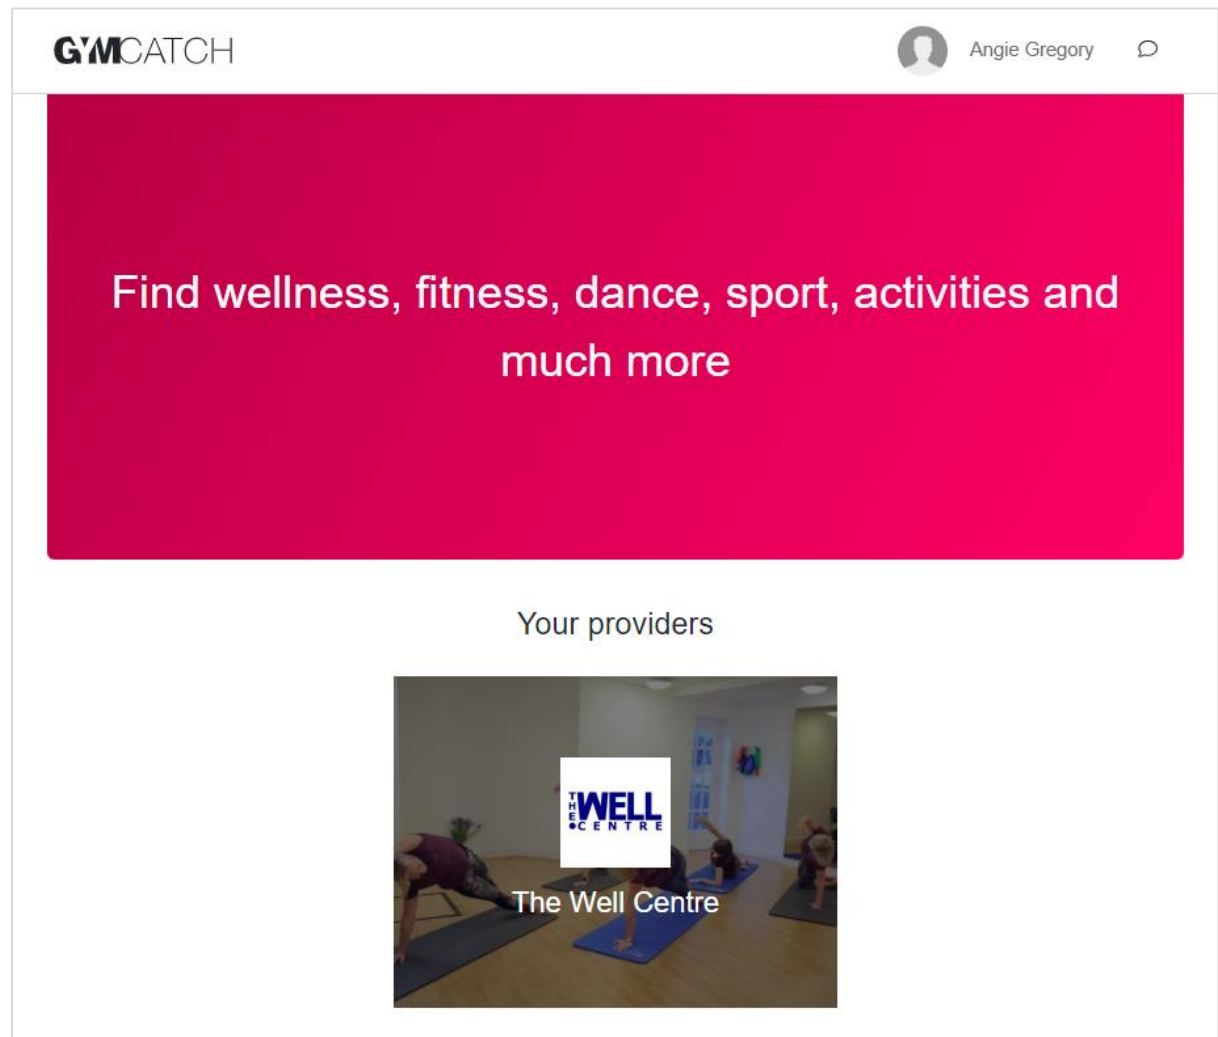 GYMCATCH
Angie Gregory
Find wellness, fitness, dance, sport, activities and
much more
Your providers
THE WELL
CENTRE
The Well Centre